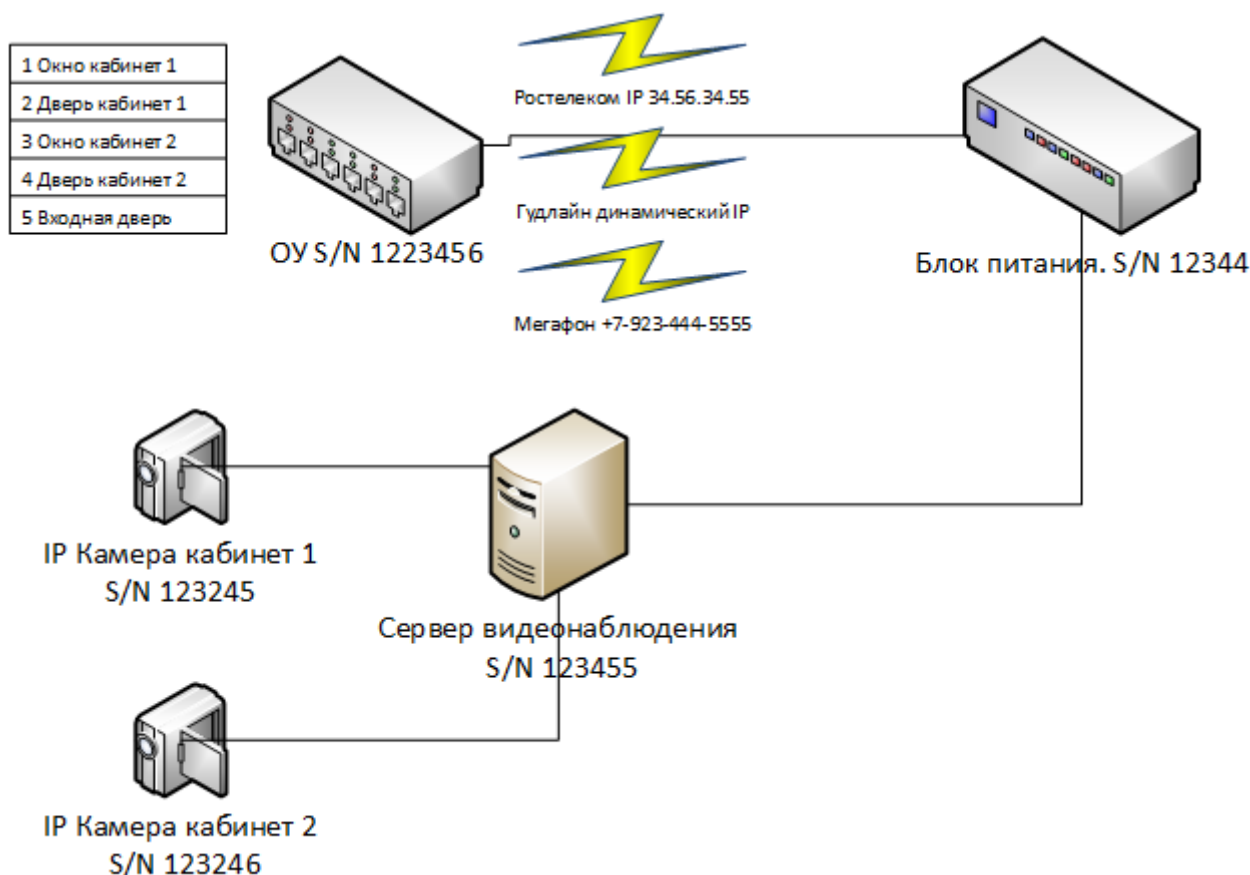 1 Окно кабинет 1
2 Дверь кабинет 1
3 Окно кабинет 2
4 Дверь кабинет 2
5 Входная дверь
ОУ S/N 1223456
Ростелеком IP 34.56.34.55
Гудлайн динамический IP
Мегафон +7-923-444-5555
Блок питания. S/N 12344
IP Камера кабинет 1
S/N 123245
Сервер видеонаблюдения
S/N 123455
IP Камера кабинет 2
S/N 123246